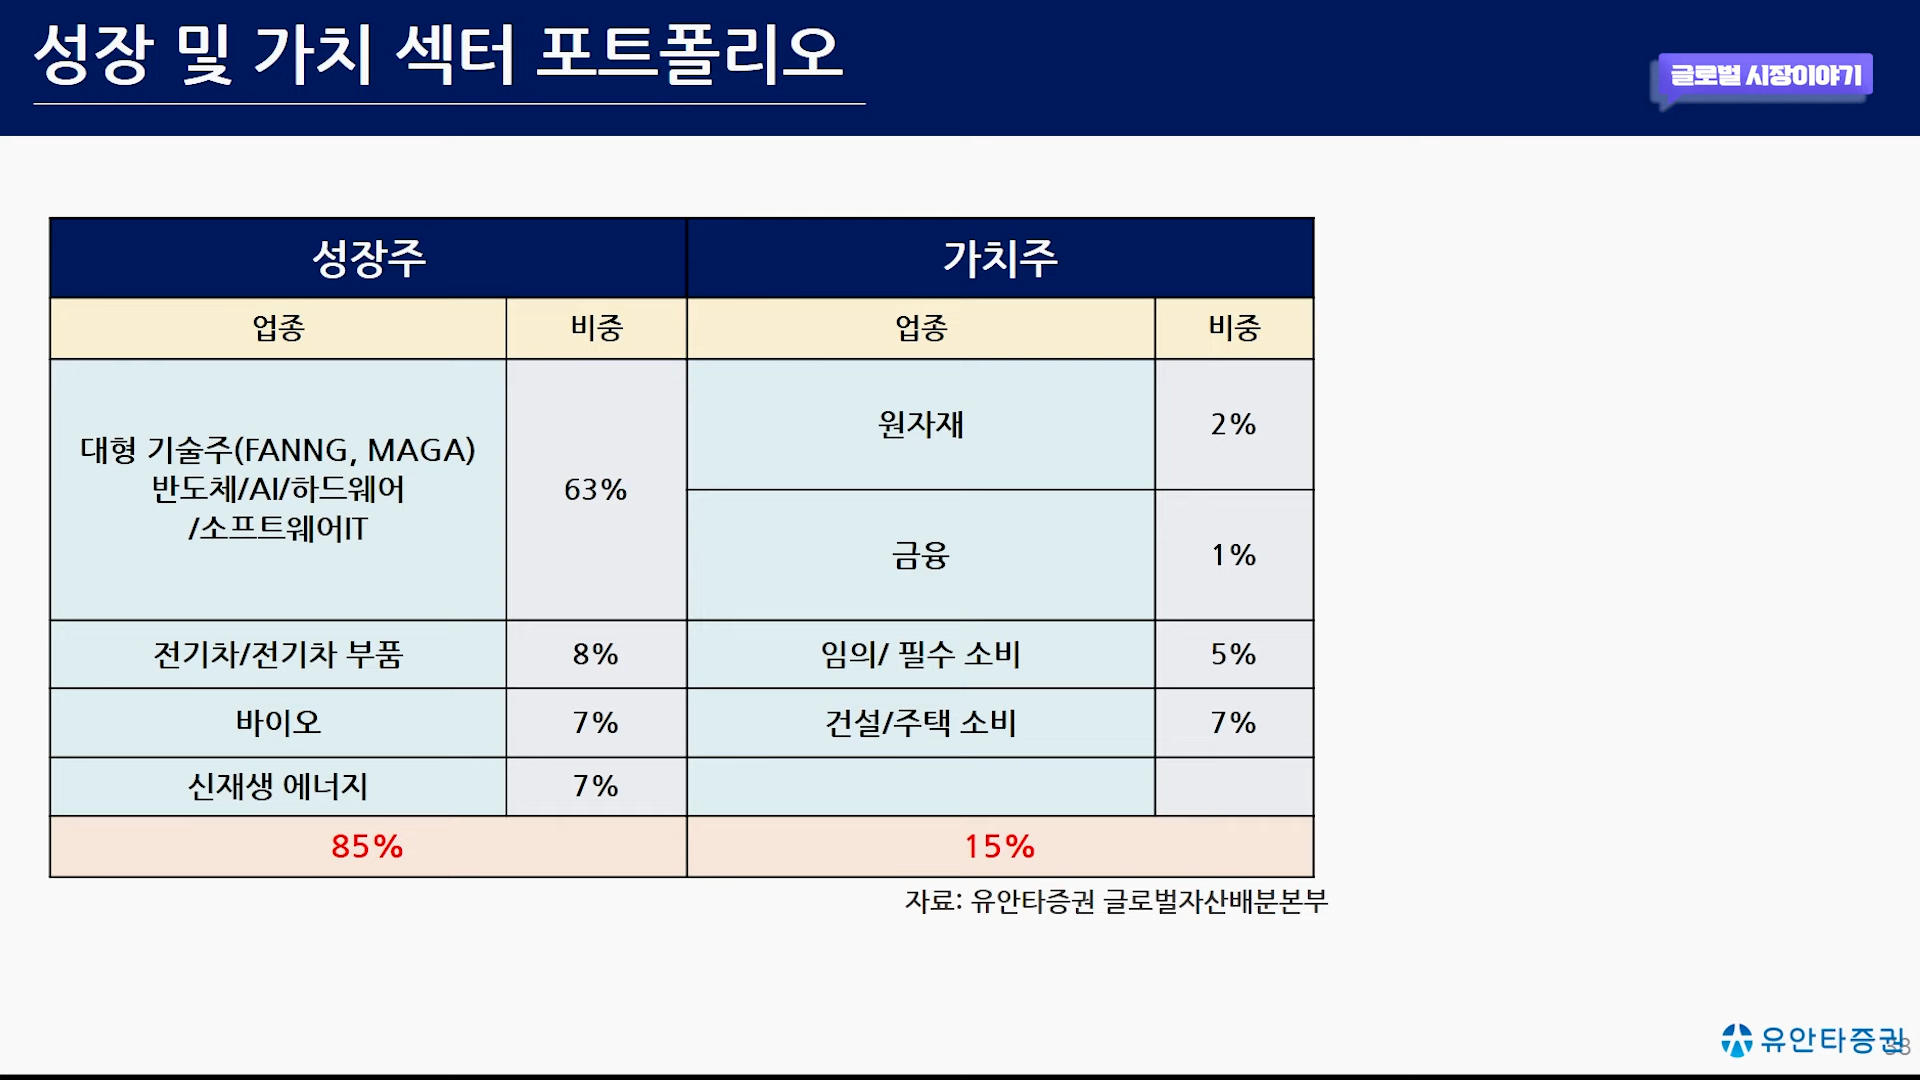 성장 및 가치 섹터 포트폴리오
글로벌 시장이야기
성장주 가치주
업종 비중 업종 비중
대형 기술주(FANNG, MAGA)
반도체/AI/하드웨어
/소프트웨어IT
63%
원자재 2%
금융 1%
전기차/전기차 부품 8% 임의/ 필수 소비 5%
바이오 7% 건설/주택 소비 7%
신재생 에너지 7%
85% 15%
자료: 유안타증권 글로벌자산배분본부
유안타증권
38